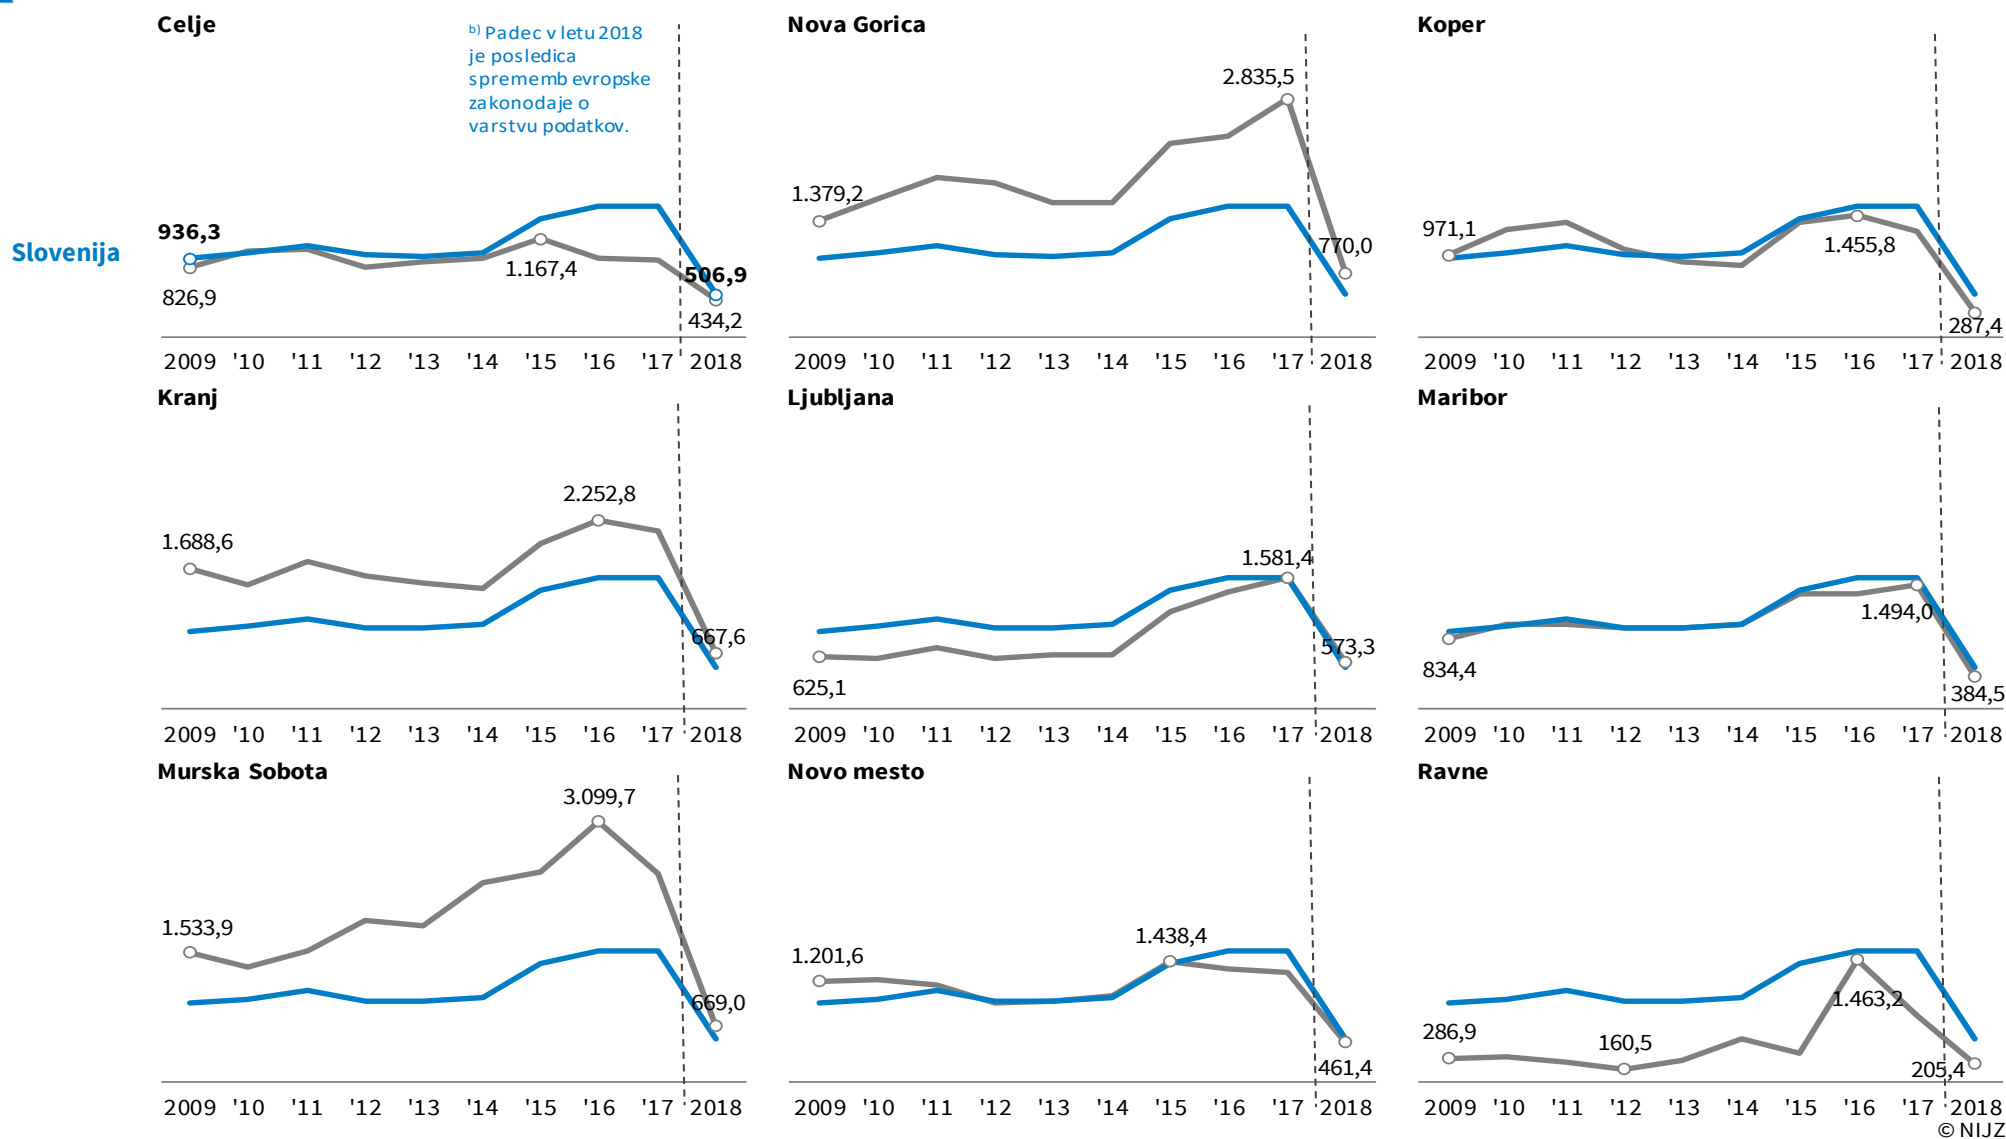 Celje
Nova Gorica
Koper
b) Padec v letu 2018
je posledica
sprememb evropske
zakonodaje o
varstvu podatkov.
Slovenija
936,3
826,9
1.167,4
506,9
434,2
2009 '10 '11 '12 '13 '14 '15 '16 '17 2018
1.379,2
2.835,5
770,0
2009 '10 '11 '12 '13 '14 '15 '16 '17 2018
971,1
1.455,8
287,4
2009 '10 '11 '12 '13 '14 '15 '16 '17 2018
Kranj
1.688,6
2.252,8
667,6
2009 '10 '11 '12 '13 '14 '15 '16 '17 2018
Ljubljana
625,1
1.581,4
573,3
2009 '10 '11 '12 '13 '14 '15 '16 '17 2018
Maribor
834,4
1.494,0
384,5
2009 '10 '11 '12 '13 '14 '15 '16 '17 2018
Murska Sobota
1.533,9
3.099,7
669,0
2009 '10 '11 '12 '13 '14 '15 '16 '17 2018
Novo mesto
1.201,6
1.438,4
461,4
2009 '10 '11 '12 '13 '14 '15 '16 '17 2018
Ravne
286,9
160,5
1.463,2
205,4
2009 '10 '11 '12 '13 '14 '15 '16 '17 2018
© NIJZ